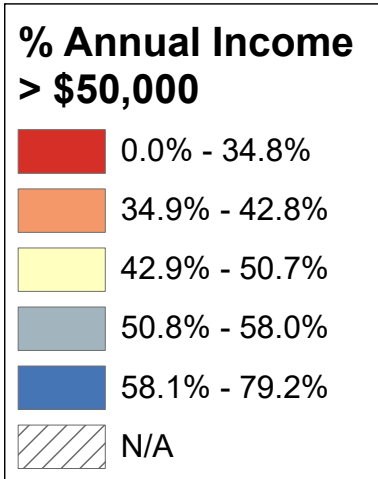 % Annual Income
> $50,000
0.0% - 34.8%
34.9% - 42.8%
42.9% - 50.7%
50.8% - 58.0%
58.1% - 79.2%
N/A